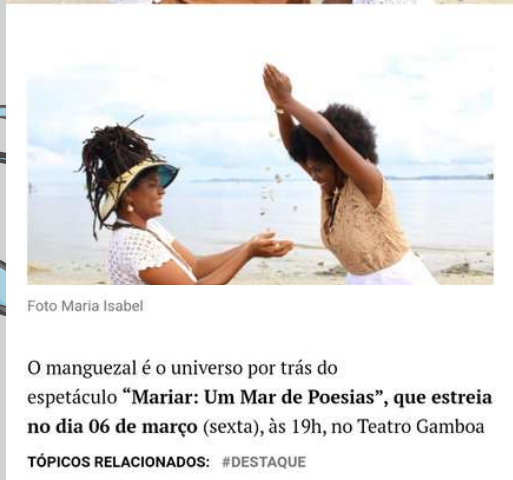 Foto Maria Isabel
O manguezal é o universo por trás do
espetáculo “Mariar: Um Mar de Poesias”, que estreia
no dia 06 de março (sexta), às 19h, no Teatro Gamboa
TÓPICOS RELACIONADOS: #DESTAQUE